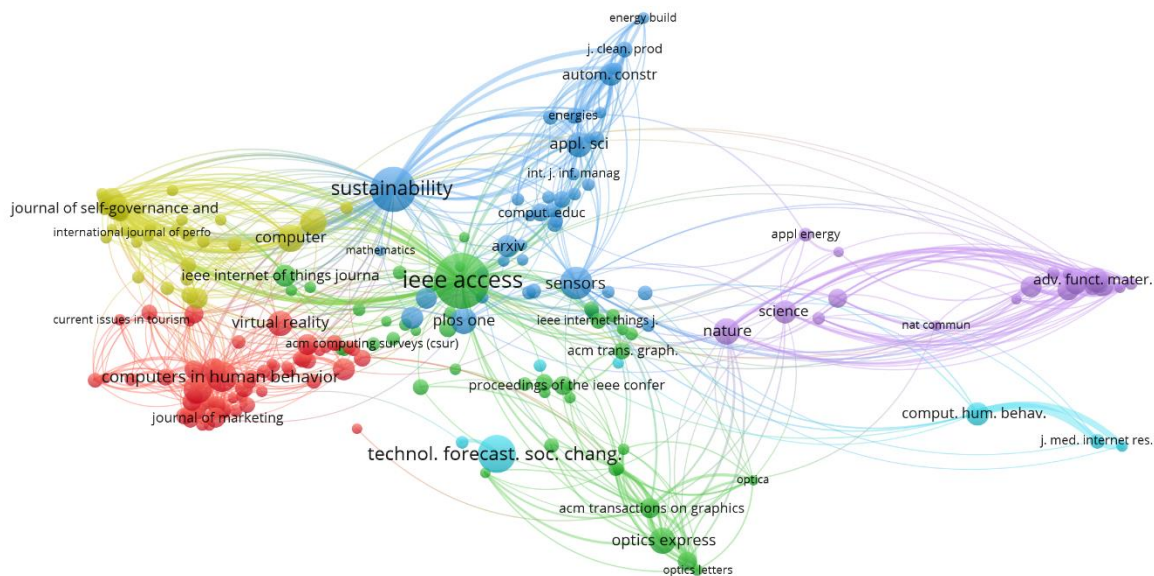 energy build
j. clean. prod
autom. constr
energies
appl. sci
int. j. inf. manag
sustainability
journal of self-governance and
comput. educ
international journal of perfo
computer
appl energy
mathematics
arxiv
ieee internet of things journa
ieee access
sensors
adv. funct. mater.
science
current issues in tourism
virtual reality
plos one
ieee internet things j.
nature
nat commun
acm computing surveys (csur)
acm trans. graph.
computers in human behavior
proceedings of the ieee confer
journal of marketing
comput. hum. behav.
j. med. internet res.
technol. forecast. soc. chang.
optica
acm transactions on graphics
optics express
optics letters